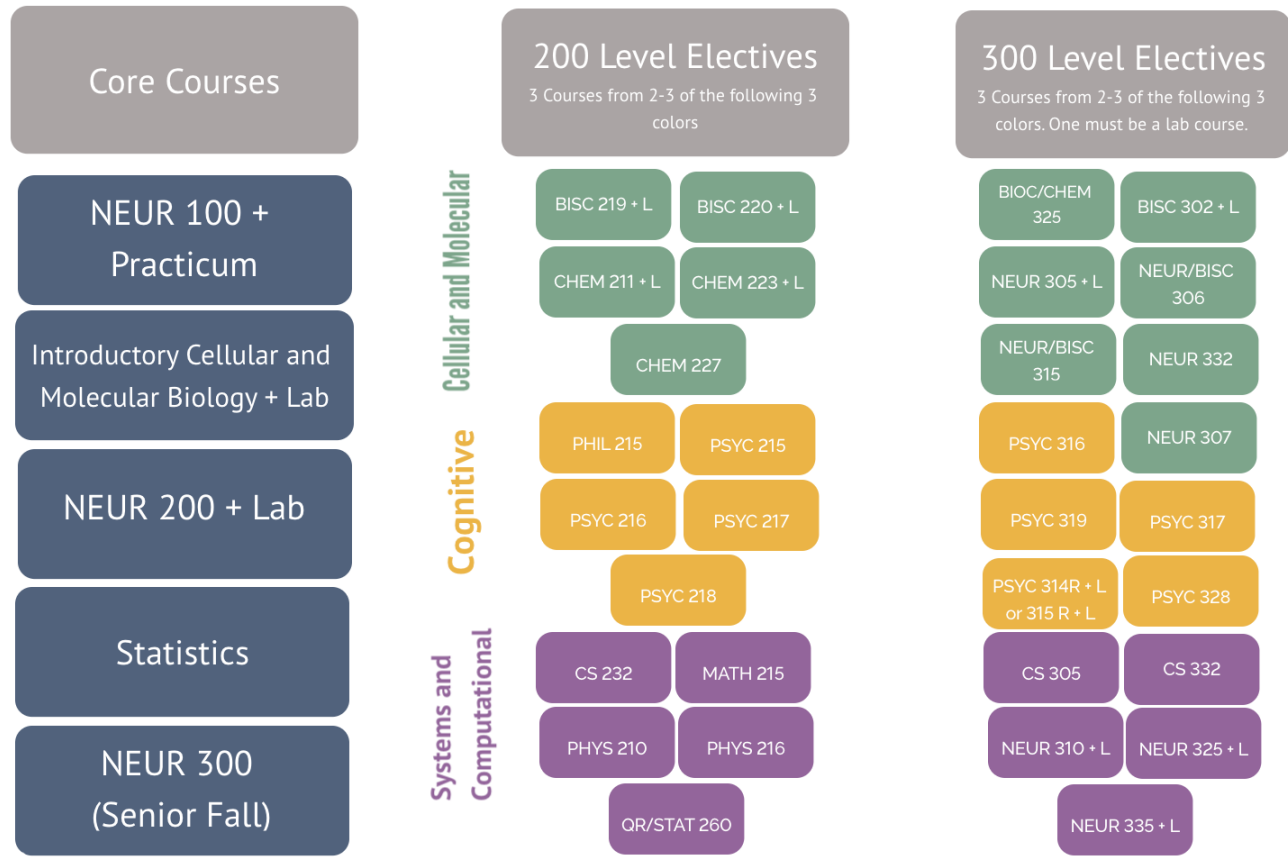 Core Courses
NEUR 100 +
Practicum
Introductory Cellular and
Molecular Biology + Lab
NEUR 200 + Lab
Statistics
NEUR 300
(Senior Fall)
200 Level Electives
3 Courses from 2-3 of the following 3
colors
Cellular and Molecular
BISC 219 + L
BISC 220 + L
CHEM 211 + L
CHEM 223 + L
CHEM 227
Cognitive
PHIL 215
PSYC 215
PSYC 216
PSYC 217
PSYC 218
Systems and
Computational
CS 232
MATH 215
PHYS 210
PHYS 216
QR/STAT 260
300 Level Electives
3 Courses from 2-3 of the following 3
colors. One must be a lab course.
BIOC/CHEM
325
BISC 302 + L
NEUR 305 + L
NEUR/BISC
306
NEUR/BISC
315
NEUR 332
PSYC 316
NEUR 307
PSYC 319
PSYC 317
PSYC 314R + L
or 315 R + L
PSYC 328
CS 305
CS 332
NEUR 310 + L
NEUR 325 + L
NEUR 335 + L